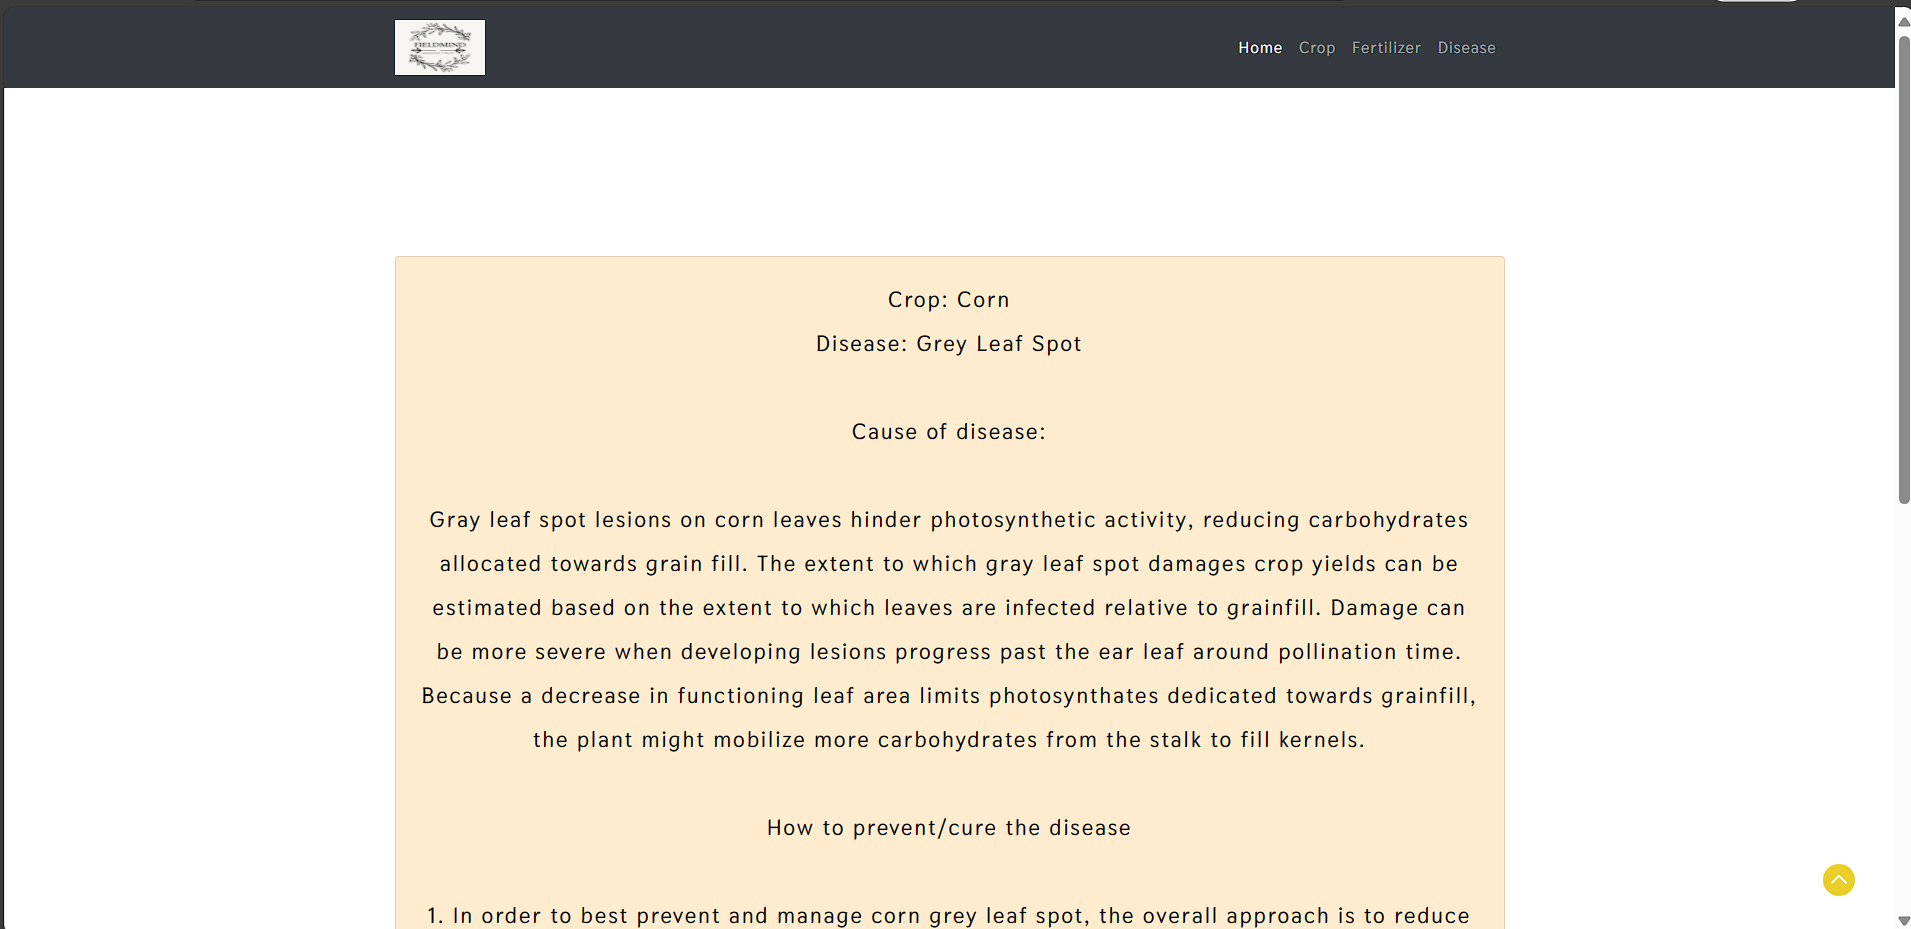 FIELDMIND
Home Crop Fertilizer Disease
Crop: Corn
Disease: Grey Leaf Spot
Cause of disease:
Gray leaf spot lesions on corn leaves hinder photosynthetic activity, reducing carbohydrates
allocated towards grain fill. The extent to which gray leaf spot damages crop yields can be
estimated based on the extent to which leaves are infected relative to grainfill. Damage can
be more severe when developing lesions progress past the ear leaf around pollination time.
Because a decrease in functioning leaf area limits photosynthates dedicated towards grainfill,
the plant might mobilize more carbohydrates from the stalk to fill kernels.
How to prevent/cure the disease
1. In order to best prevent and manage corn grey leaf spot, the overall approach is to reduce